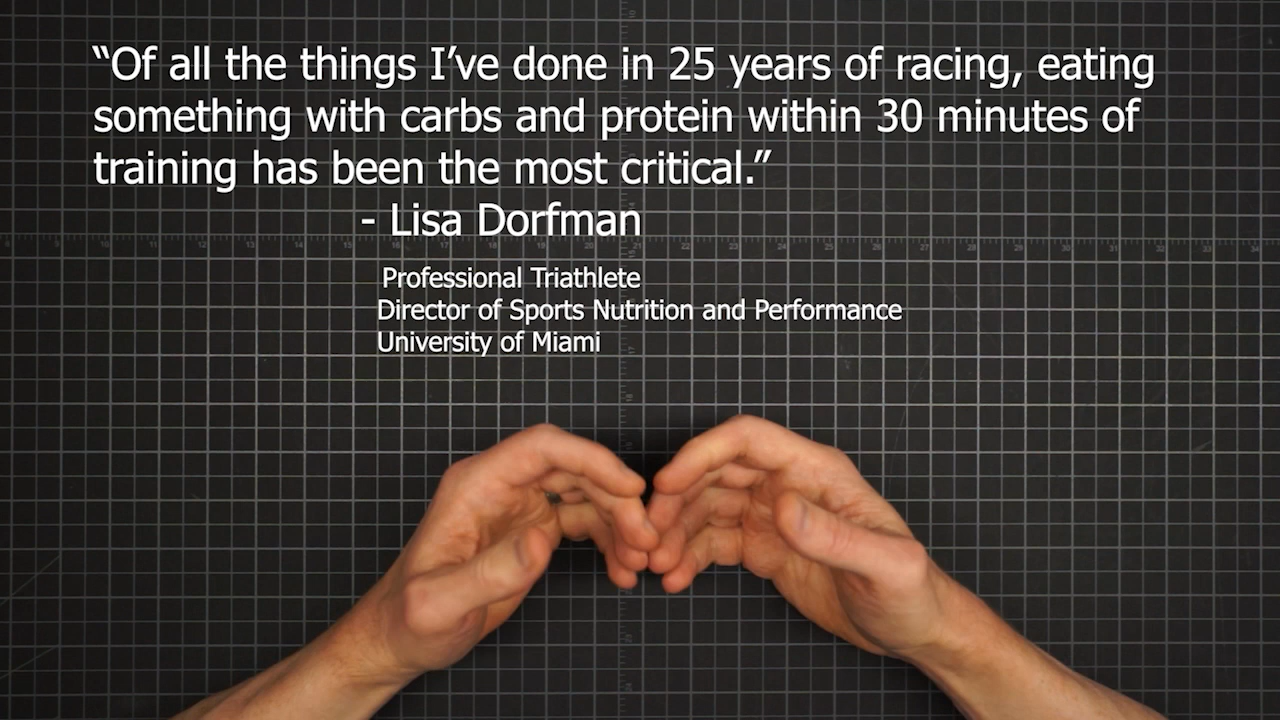 “Of all the things I’ve done in 25 years of racing, eating
something with carbs and protein within 30 minutes of
training has been the most critical.”
- Lisa Dorfman
Professional Triathlete
Director of Sports Nutrition and Performance
University of Miami